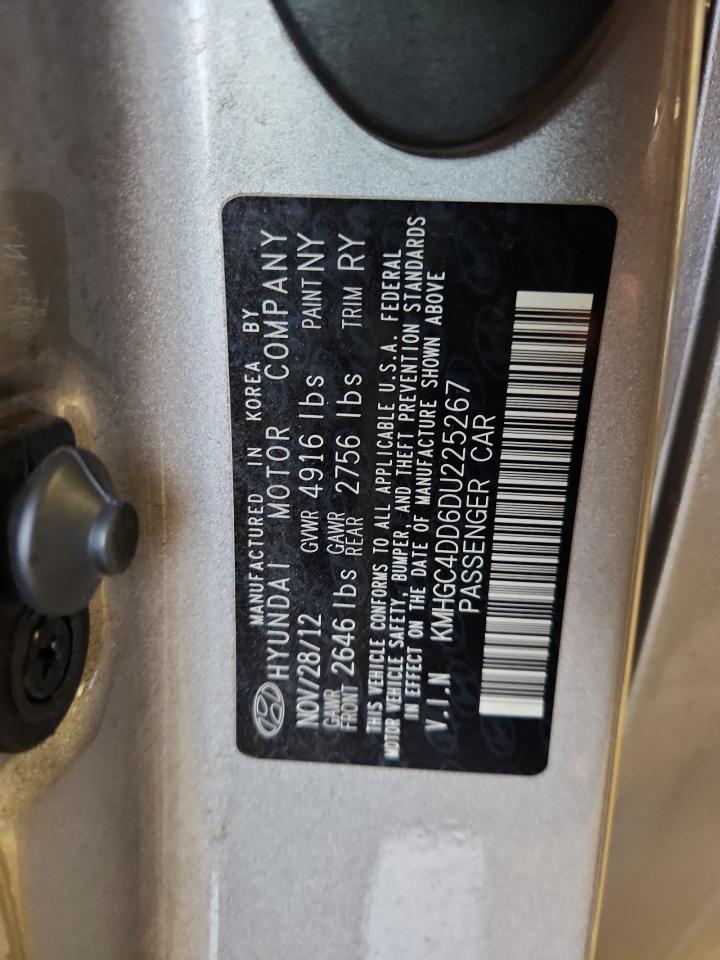 MANUFACTURED IN KOREA BY
HYUNDAI MOTOR COMPANY
NOV/28/12 GVWR 4916 lbs PAINT NY
GAWR FRONT 2646 lbs GAWR REAR 2756 lbs TRIM RY
THIS VEHICLE CONFORMS TO ALL APPLICABLE U.S.A. FEDERAL
MOTOR VEHICLE SAFETY, BUMPER, AND THEFT PREVENTION STANDARDS
IN EFFECT ON THE DATE OF MANUFACTURE SHOWN ABOVE
V.I.N KMHGC4DD6DU225267
PASSENGER CAR